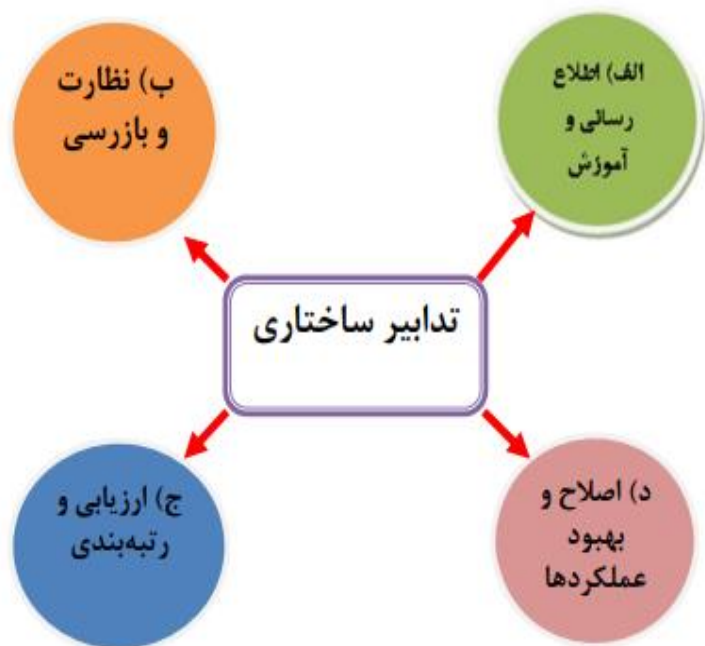 الف) اطلاع
رسانی و
آموزش
ب) نظارت
و بازرسی
تدابیر ساختاری
ج) ارزیابی و
رتبه‌بندی
د) اصلاح و
بهبود
عملکردها